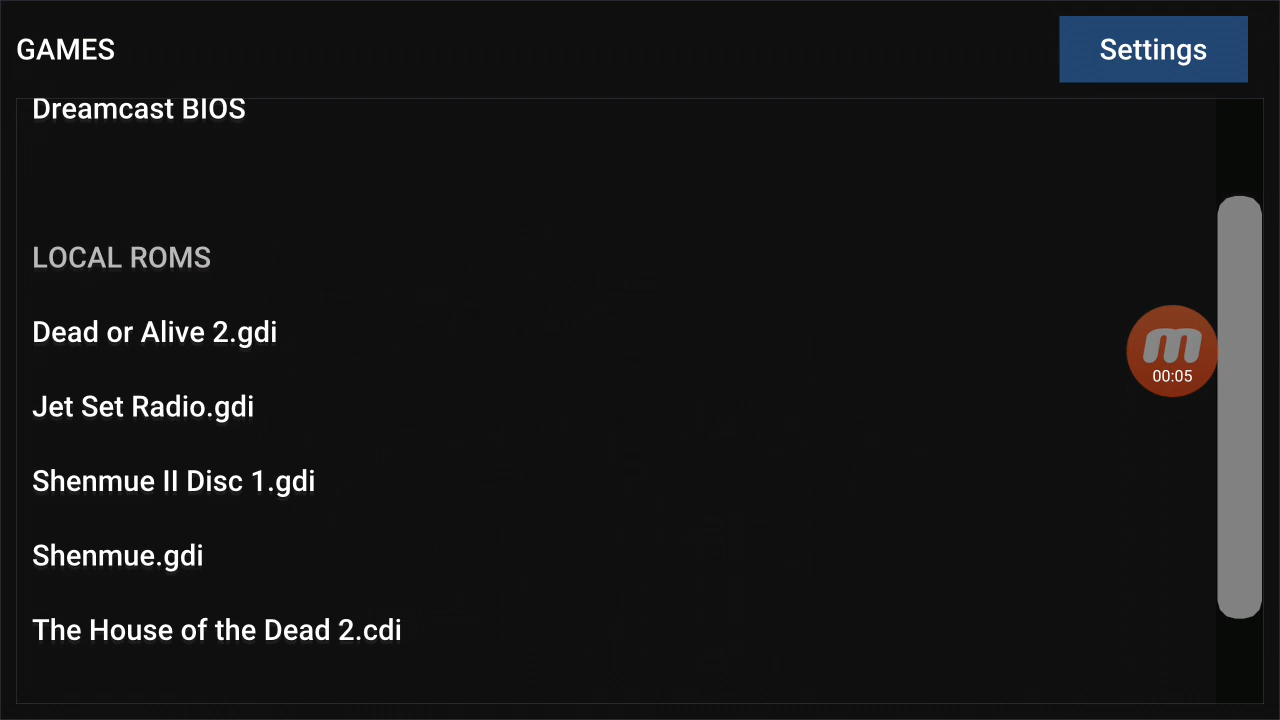 GAMES
Settings
Dreamcast BIOS
LOCAL ROMS
Dead or Alive 2.gdi
Jet Set Radio.gdi
Shenmue II Disc 1.gdi
Shenmue.gdi
The House of the Dead 2.cdi
m
00:05